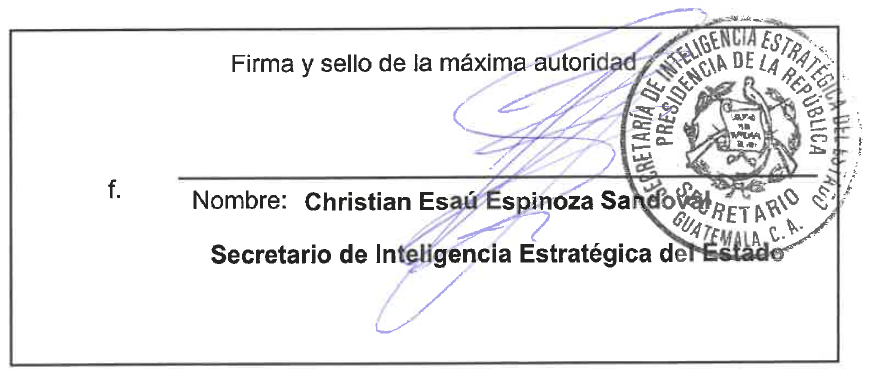 Firma y sello de la máxima autoridad
SECRETARÍA DE INTELIGENCIA ESTRATÉGICA DEL ESTADO
PRESIDENCIA DE LA REPÚBLICA
SECRETARIO
GUATEMALA, C. A.
f.
Nombre: Christian Esaú Espinoza Sandoval
Secretario de Inteligencia Estratégica del Estado